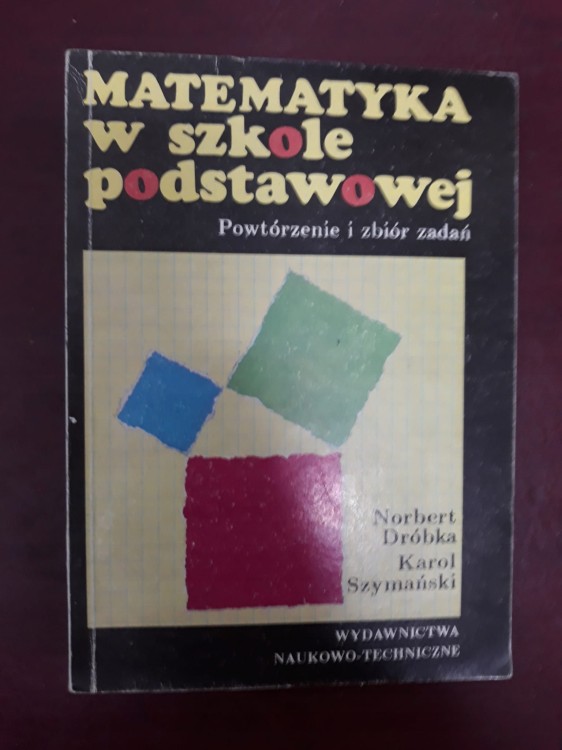 MATEMATYKA
w szkole
podstawowej
Powtórzenie i zbiór zadań
Norbert
Dróbka
Karol
Szymański
WYDAWNICTWA
NAUKOWO-TECHNICZNE